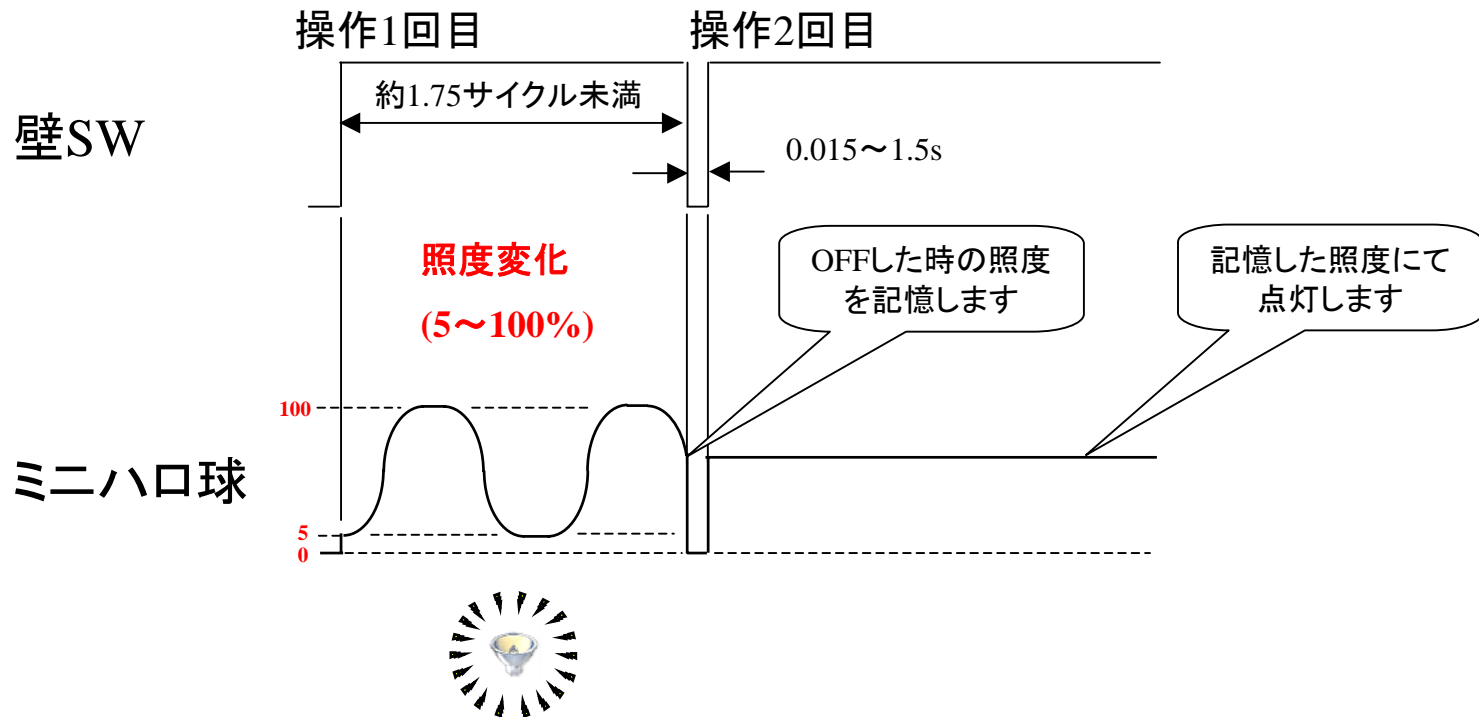 操作1回目
操作2回目
約1.75サイクル未満
壁SW
0.015～1.5s
照度変化
(5～100%)
OFFした時の照度
を記憶します
記憶した照度にて
点灯します
100
ミニハロ球
5
0